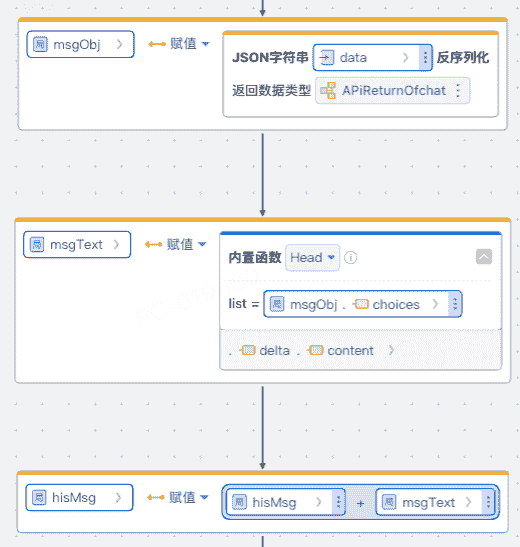 msgObj 赋值 JSON字符串 data 反序列化
返回数据类型 APiReturnOfchat
msgText 赋值 内置函数 Head
list = msgObj . choices
. delta . content
hisMsg 赋值 hisMsg + msgText